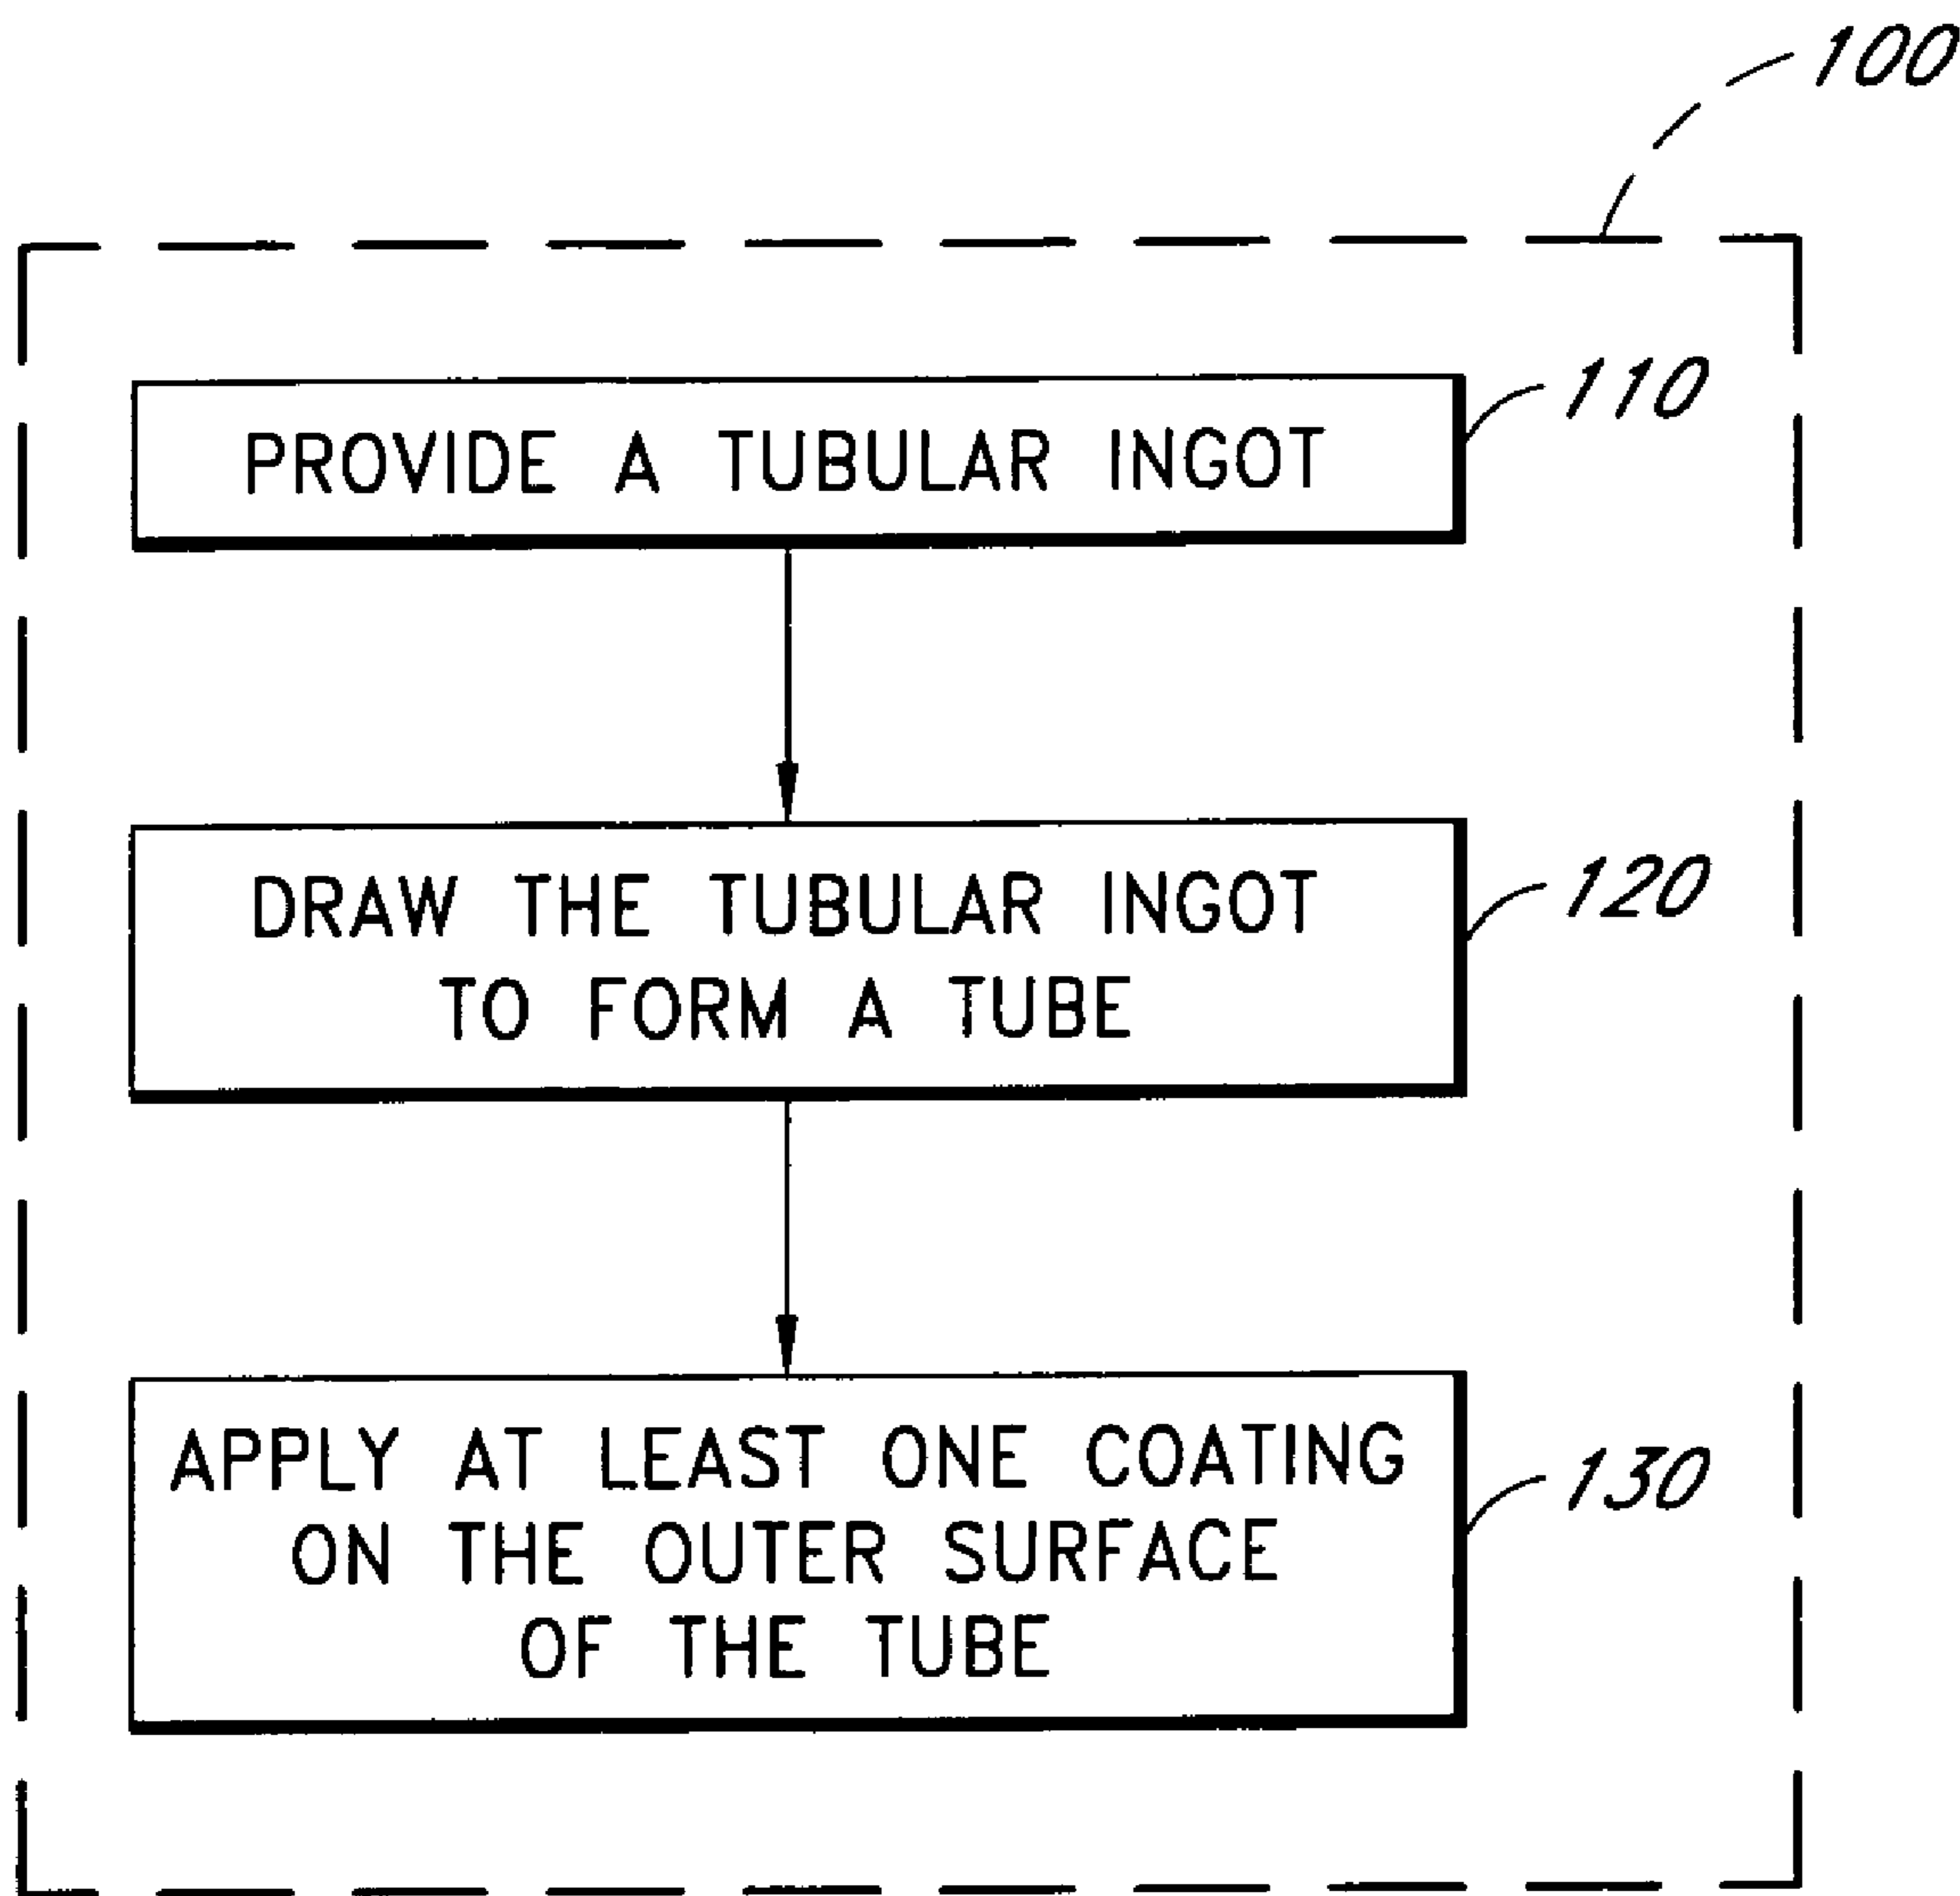 100
PROVIDE A TUBULAR INGOT
110
DRAW THE TUBULAR INGOT
TO FORM A TUBE
120
APPLY AT LEAST ONE COATING
ON THE OUTER SURFACE
OF THE TUBE
130